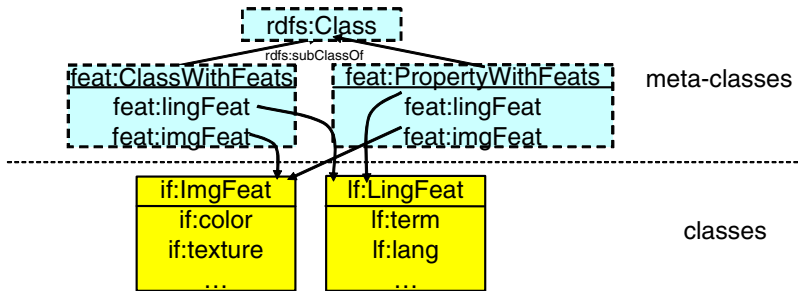 rdfs:Class
rdfs:subClassOf
feat:ClassWithFeats
feat:lingFeat
feat:imgFeat
feat:PropertyWithFeats
feat:lingFeat
feat:imgFeat
meta-classes
if:ImgFeat
if:color
if:texture
...
lf:LingFeat
lf:term
lf:lang
...
classes